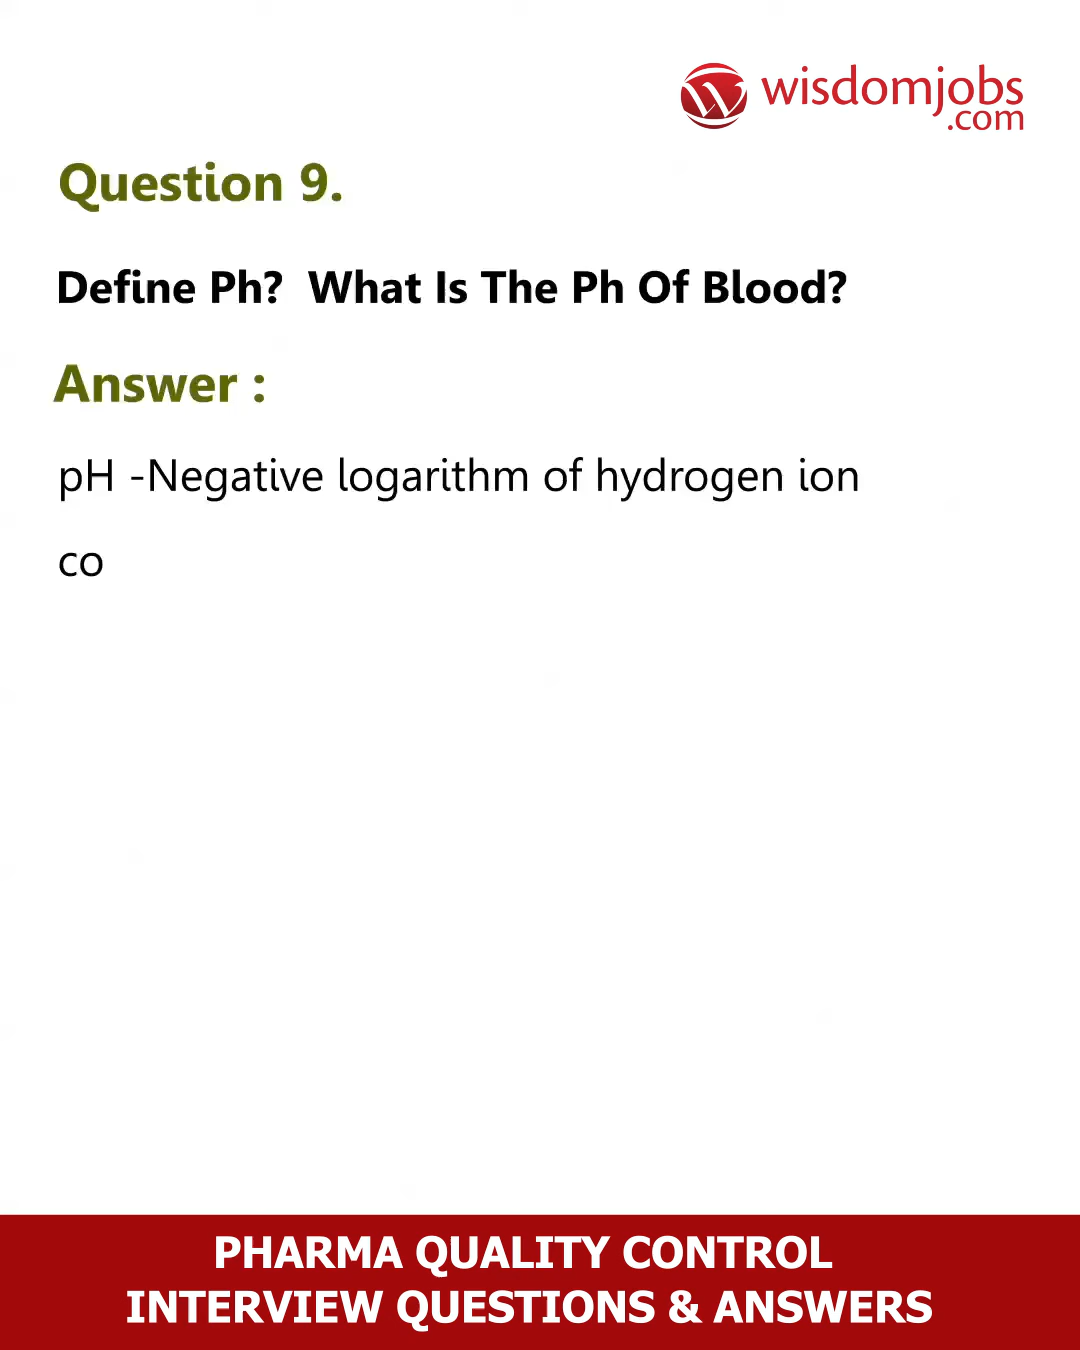 wisdomjobs
.com
Question 9.
Define Ph?  What Is The Ph Of Blood?
Answer :
pH -Negative logarithm of hydrogen ion
co
PHARMA QUALITY CONTROL
INTERVIEW QUESTIONS & ANSWERS